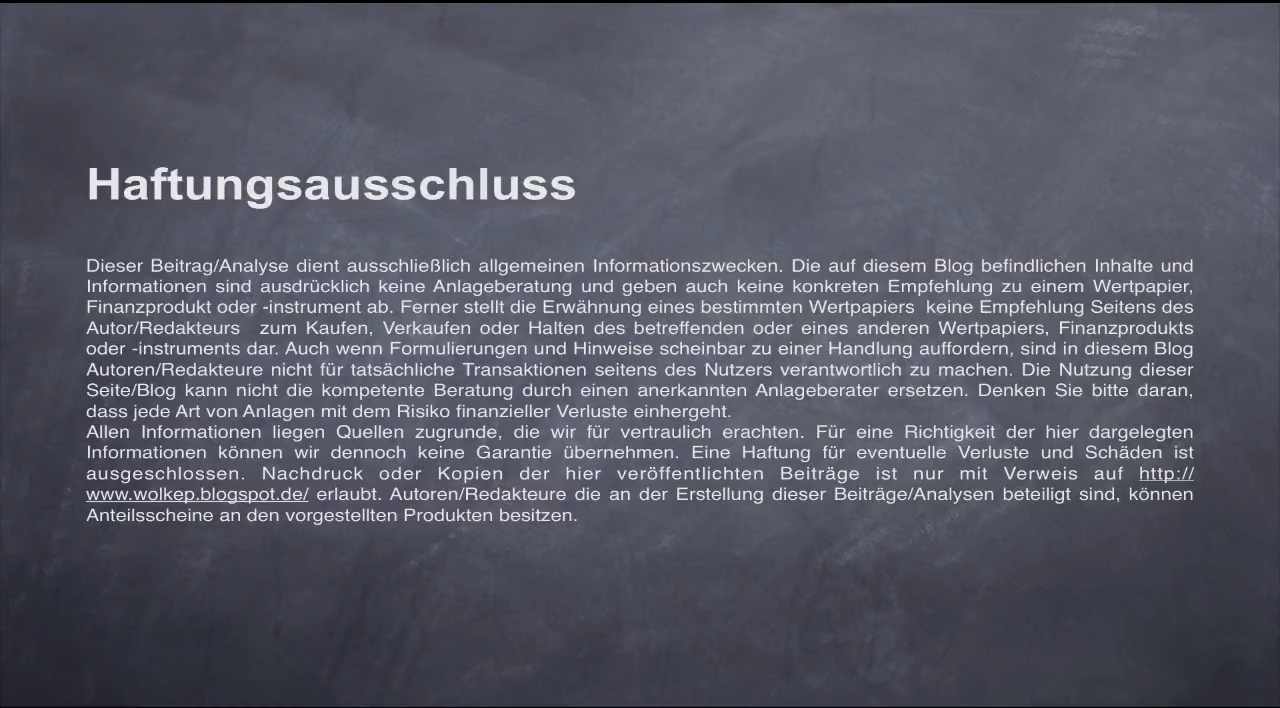 Haftungsausschluss
Dieser Beitrag/Analyse dient ausschließlich allgemeinen Informationszwecken. Die auf diesem Blog befindlichen Inhalte und
Informationen sind ausdrücklich keine Anlageberatung und geben auch keine konkreten Empfehlung zu einem Wertpapier,
Finanzprodukt oder -instrument ab. Ferner stellt die Erwähnung eines bestimmten Wertpapiers keine Empfehlung Seitens des
Autor/Redakteurs zum Kaufen, Verkaufen oder Halten des betreffenden oder eines anderen Wertpapiers, Finanzprodukts
oder -instruments dar. Auch wenn Formulierungen und Hinweise scheinbar zu einer Handlung auffordern, sind in diesem Blog
Autoren/Redakteure nicht für tatsächliche Transaktionen seitens des Nutzers verantwortlich zu machen. Die Nutzung dieser
Seite/Blog kann nicht die kompetente Beratung durch einen anerkannten Anlageberater ersetzen. Denken Sie bitte daran,
dass jede Art von Anlagen mit dem Risiko finanzieller Verluste einhergeht.
Allen Informationen liegen Quellen zugrunde, die wir für vertraulich erachten. Für eine Richtigkeit der hier dargelegten
Informationen können wir dennoch keine Garantie übernehmen. Eine Haftung für eventuelle Verluste und Schäden ist
ausgeschlossen. Nachdruck oder Kopien der hier veröffentlichten Beiträge ist nur mit Verweis auf http://
www.wolkep.blogspot.de/ erlaubt. Autoren/Redakteure die an der Erstellung dieser Beiträge/Analysen beteiligt sind, können
Anteilsscheine an den vorgestellten Produkten besitzen.